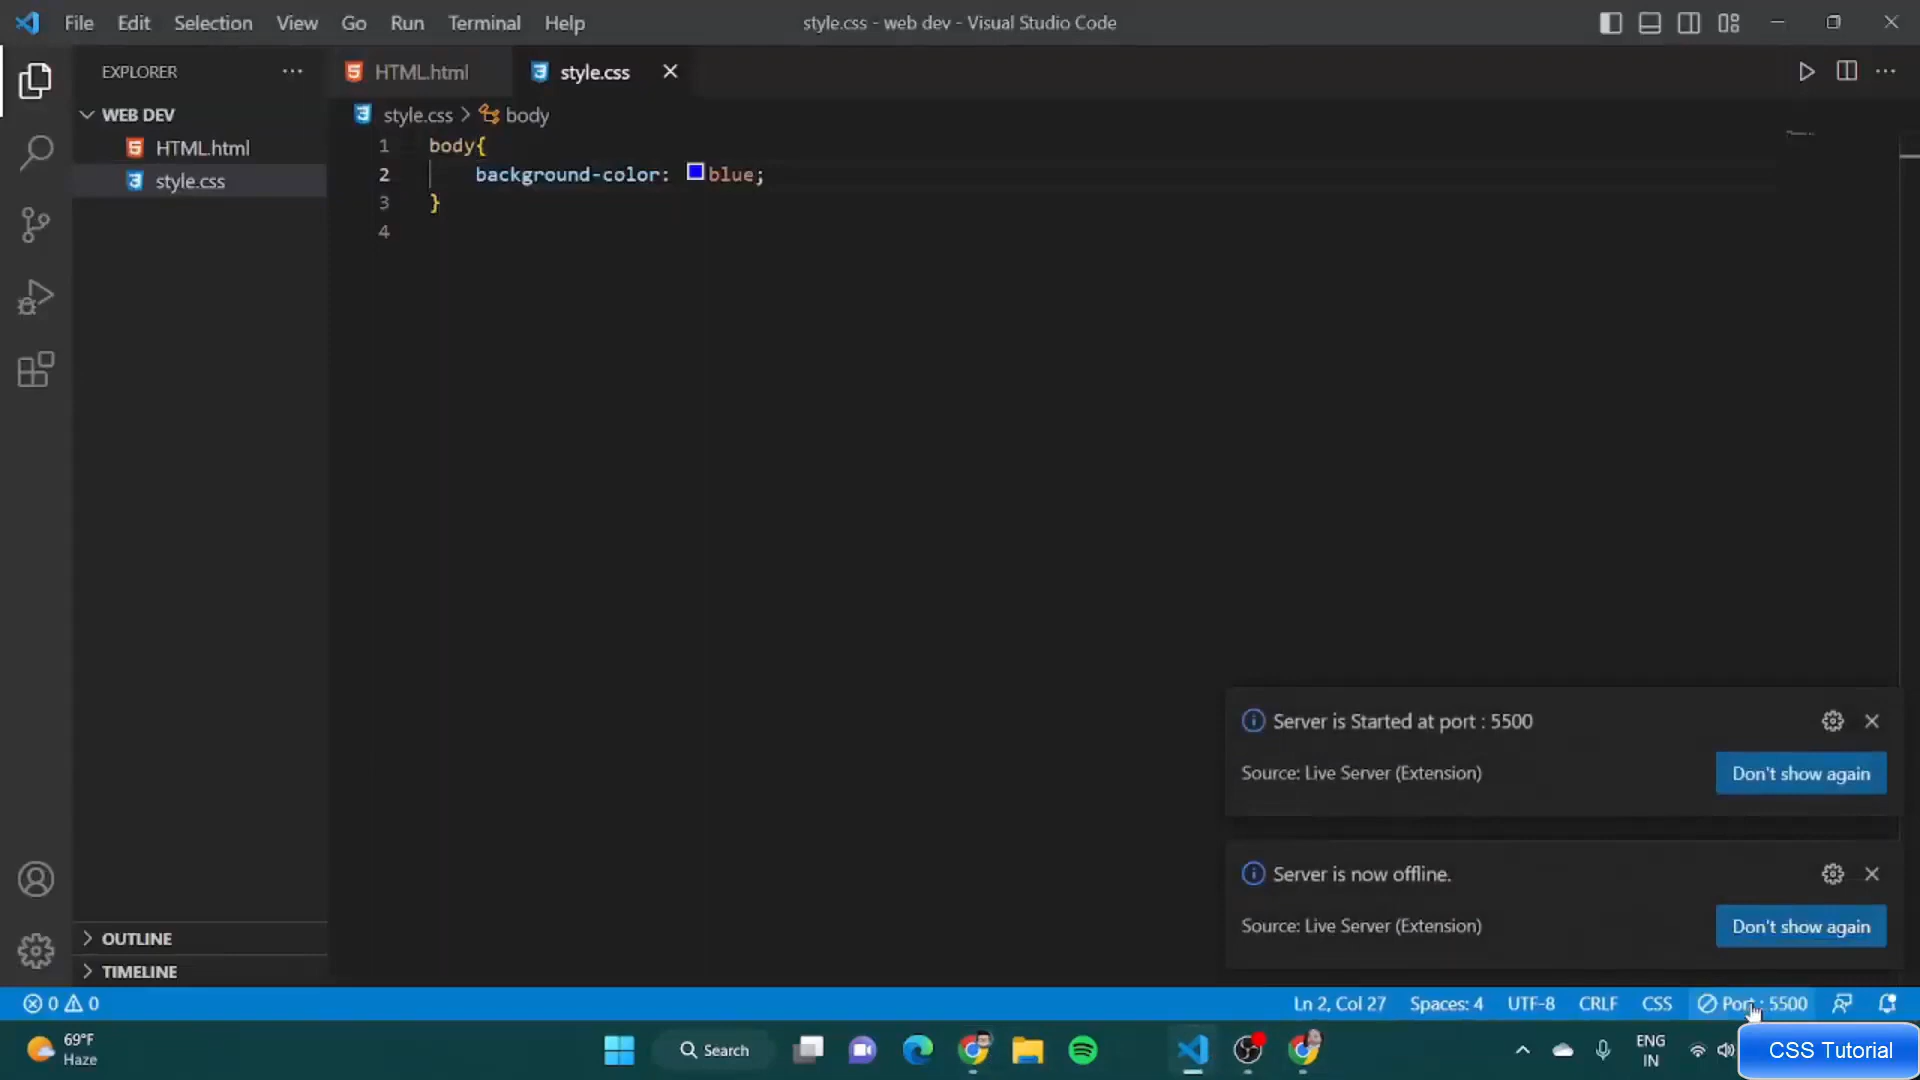 File Edit Selection View Go Run Terminal Help
style.css - web dev - Visual Studio Code
EXPLORER
HTML.html
style.css
WEB DEV
HTML.html
style.css
style.css > body
1 body{
2 background-color: blue;
3 }
4
Server is Started at port : 5500
Source: Live Server (Extension)
Don't show again
Server is now offline.
Source: Live Server (Extension)
Don't show again
OUTLINE
TIMELINE
0 0
Ln 2, Col 27 Spaces: 4 UTF-8 CRLF CSS Port : 5500
69°F
Haze
Search
ENG
IN
CSS Tutorial